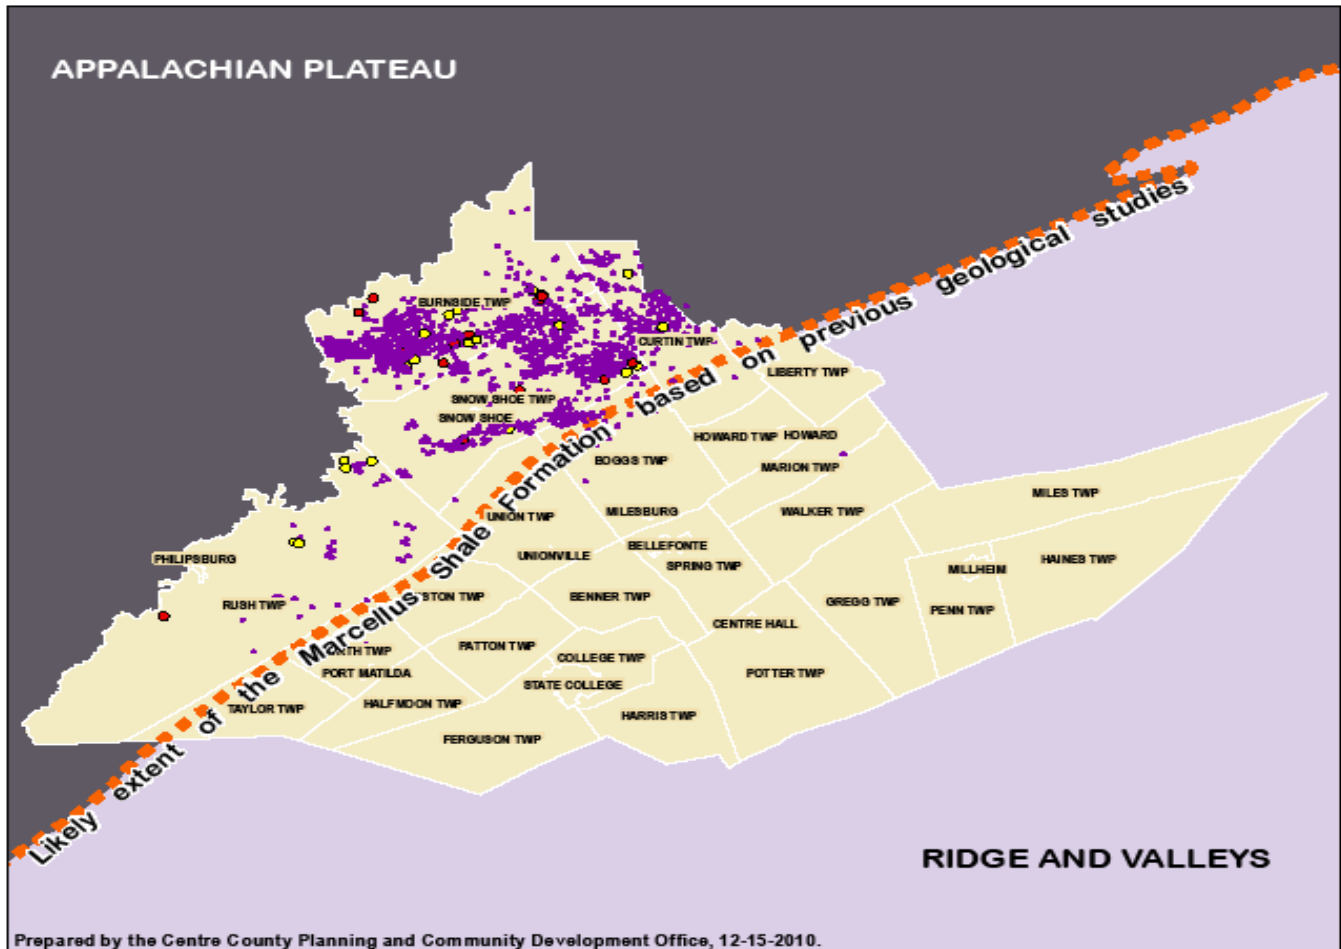 APPALACHIAN PLATEAU
Likely extent of the Marcellus Shale Formation based on previous geological studies
BURNSIDE TWP
CURTIN TWP
LIBERTY TWP
SNOW SHOE TWP
SNOW SHOE
HOWARD TWP
HOWARD
BOGGS TWP
MARION TWP
MILES TWP
UNION TWP
MILESBURG
WALKER TWP
PHILIPSBURG
UNIONVILLE
BELLEFONTE
SPRING TWP
MILLHEIM
HAINES TWP
RUSH TWP
STON TWP
BENNER TWP
GREGG TWP
PENN TWP
CENTRE HALL
RTH TWP
PATTON TWP
COLLEGE TWP
PORT MATILDA
STATE COLLEGE
POTTER TWP
TAYLOR TWP
HALFMOON TWP
HARRIS TWP
FERGUSON TWP
RIDGE AND VALLEYS
Prepared by the Centre County Planning and Community Development Office, 12-15-2010.